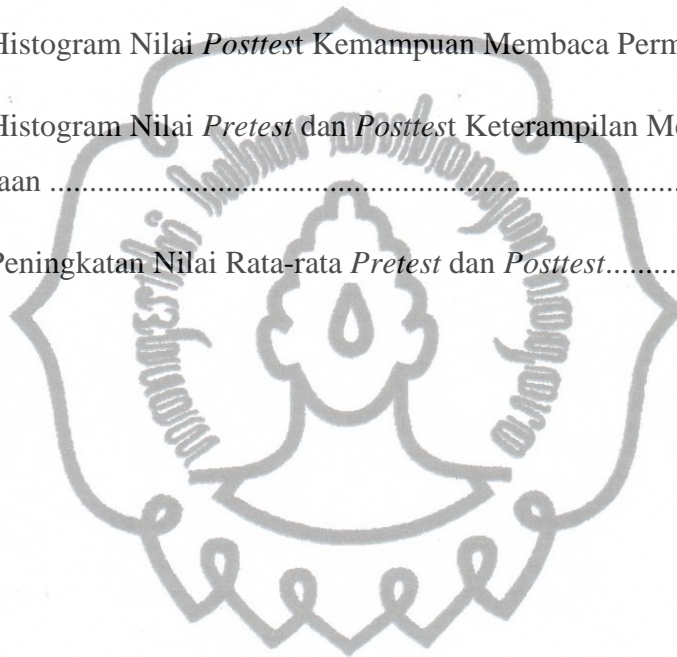 Histogram Nilai Posttest Kemampuan Membaca Perm
Histogram Nilai Pretest dan Posttest Keterampilan Me
aan ....................................................................................
Peningkatan Nilai Rata-rata Pretest dan Posttest..........